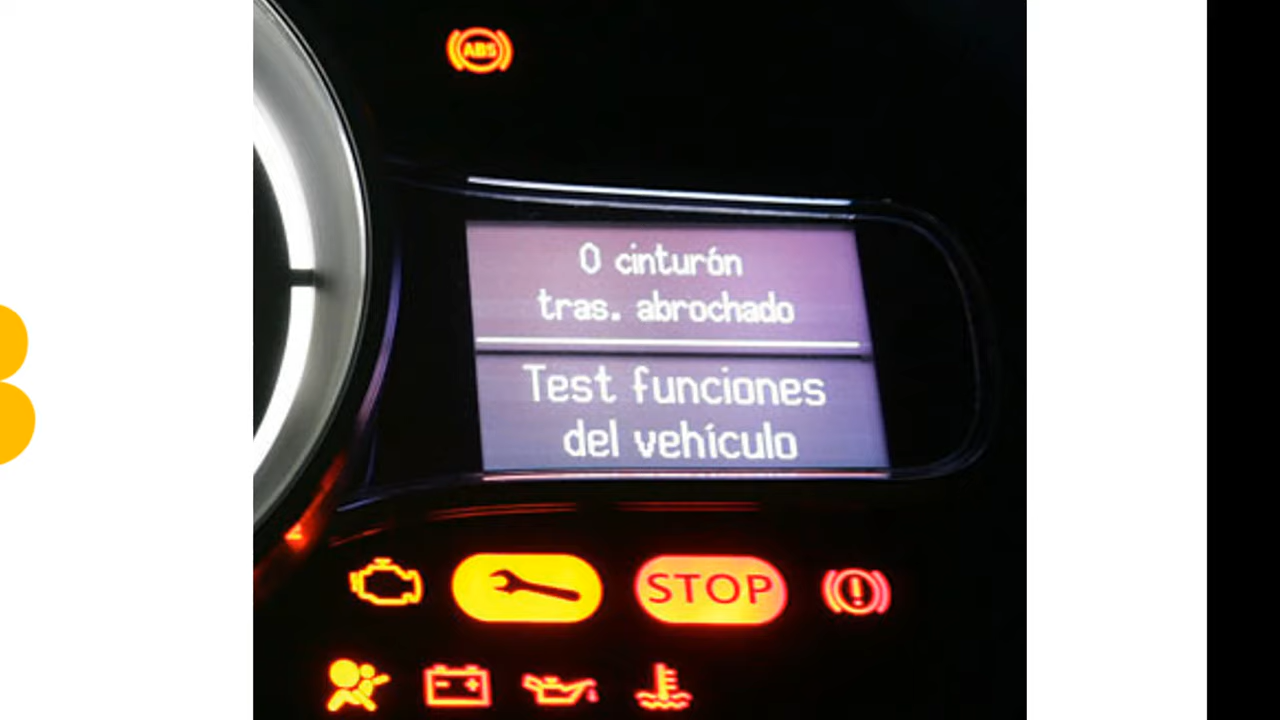 ABS
0 cinturón
tras. abrochado
Test funciones
del vehículo
STOP